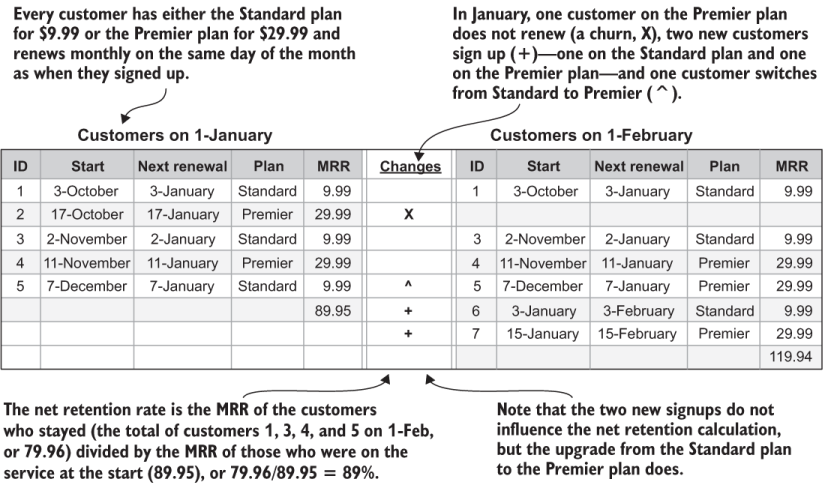 Every customer has either the Standard plan
for $9.99 or the Premier plan for $29.99 and
renews monthly on the same day of the month
as when they signed up.
In January, one customer on the Premier plan
does not renew (a churn, X), two new customers
sign up (+)—one on the Standard plan and one
on the Premier plan—and one customer switches
from Standard to Premier (^).
Customers on 1-January Customers on 1-February
ID Start Next renewal Plan MRR Changes ID Start Next renewal Plan MRR
1 3-October 3-January Standard 9.99 1 3-October 3-January Standard 9.99
2 17-October 17-January Premier 29.99 X
3 2-November 2-January Standard 9.99 3 2-November 2-January Standard 9.99
4 11-November 11-January Premier 29.99 4 11-November 11-January Premier 29.99
5 7-December 7-January Standard 9.99 ^ 5 7-December 7-January Premier 29.99
89.95 + 6 3-January 3-February Standard 9.99
+ 7 15-January 15-February Premier 29.99
119.94
The net retention rate is the MRR of the customers
who stayed (the total of customers 1, 3, 4, and 5 on 1-Feb,
or 79.96) divided by the MRR of those who were on the
service at the start (89.95), or 79.96/89.95 = 89%.
Note that the two new signups do not
influence the net retention calculation,
but the upgrade from the Standard plan
to the Premier plan does.